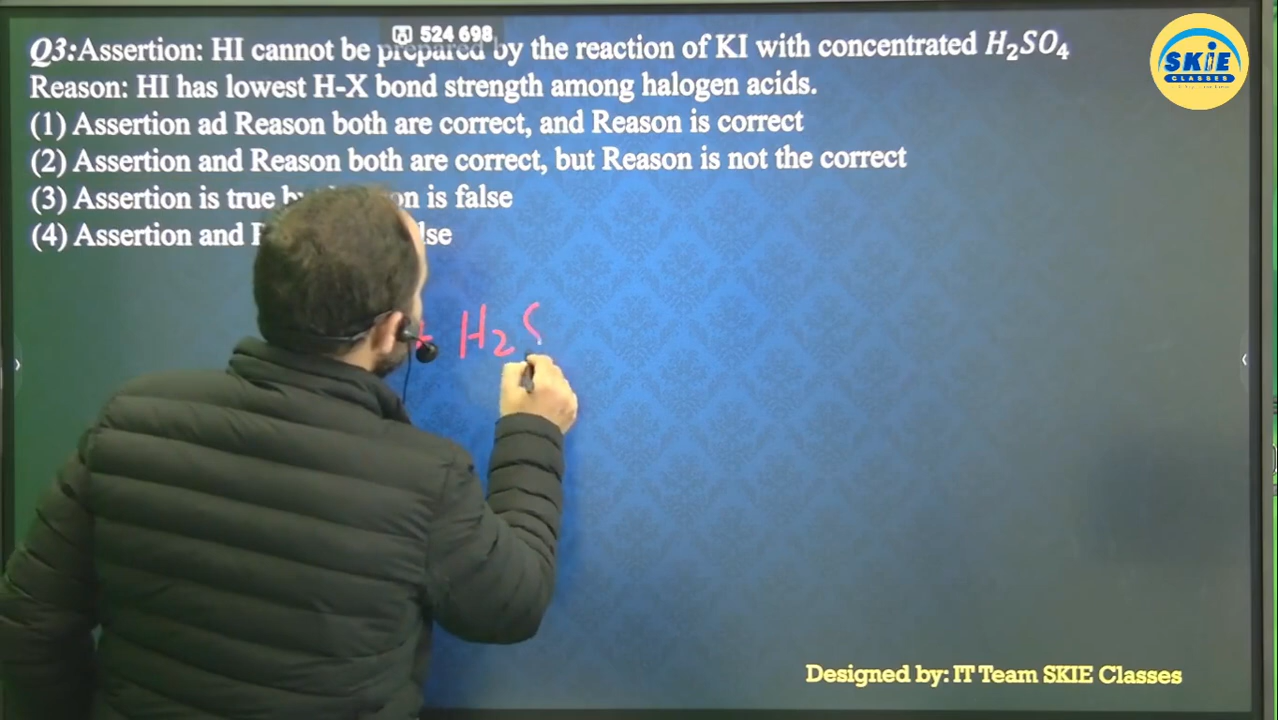 524 698
Q3:Assertion: HI cannot be prepared by the reaction of KI with concentrated H₂SO₄
Reason: HI has lowest H-X bond strength among halogen acids.
(1) Assertion ad Reason both are correct, and Reason is correct
(2) Assertion and Reason both are correct, but Reason is not the correct
(3) Assertion is true is false
(4) Assertion and
+ H₂S
SKIE
CLASSES
Designed by: IT Team SKIE Classes